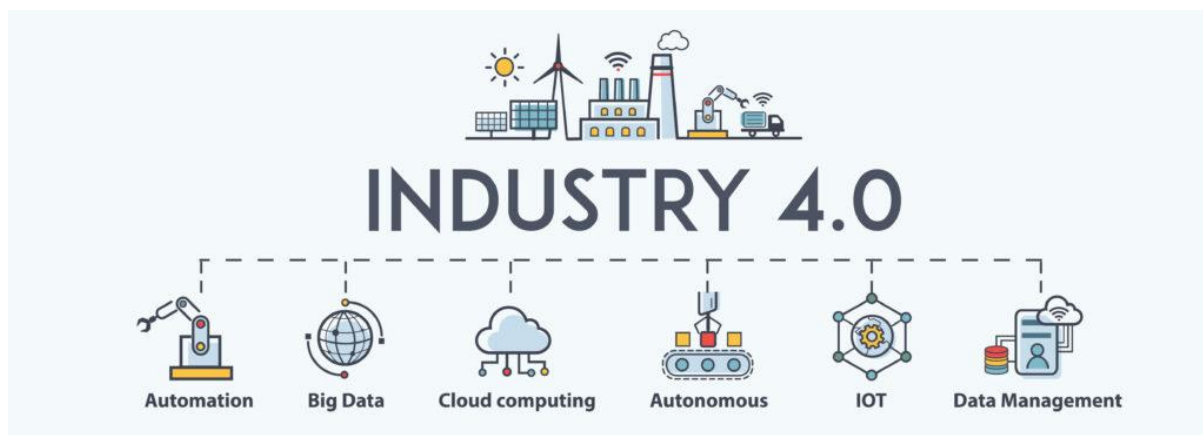 INDUSTRY 4.0
Automation
Big Data
Cloud computing
Autonomous
IOT
Data Management